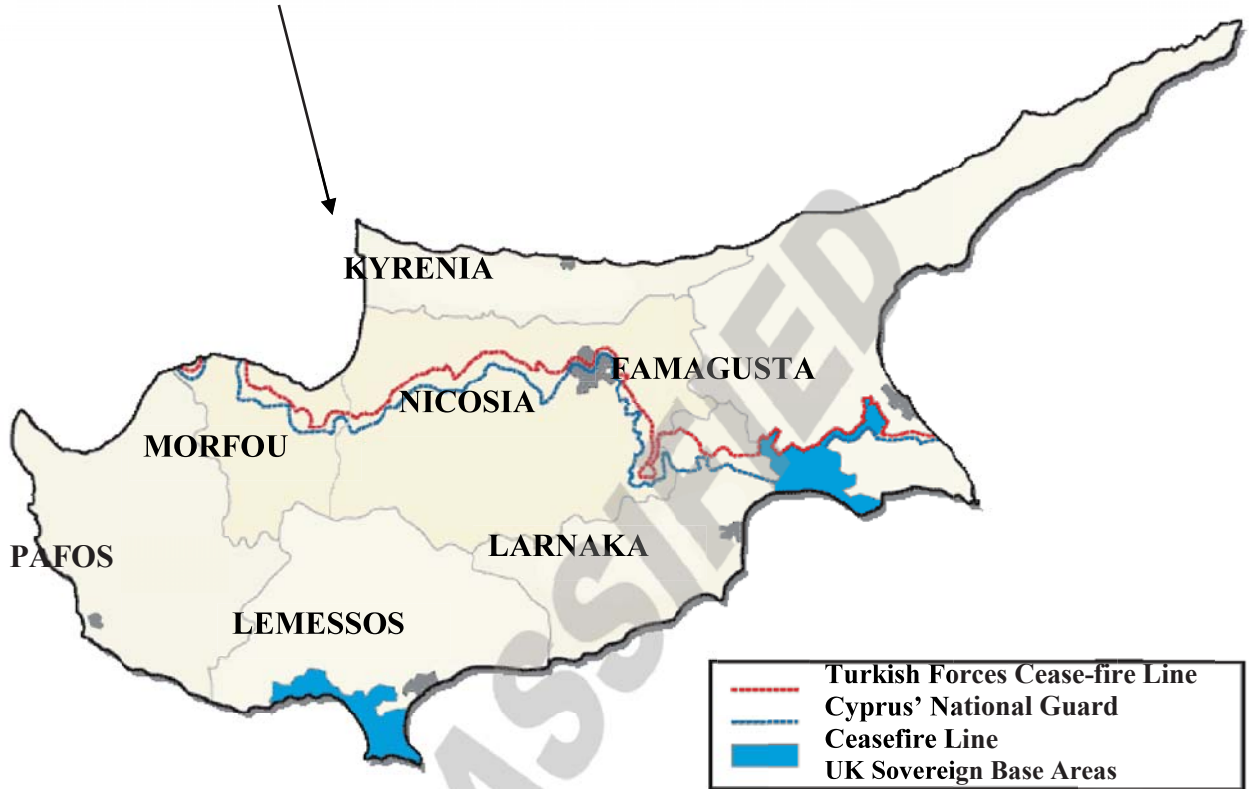 KYRENIA
FAMAGUSTA
NICOSIA
MORFOU
LARNAKA
PAFOS
LEMESSOS
ASSIFIED
Turkish Forces Cease-fire Line
Cyprus’ National Guard
Ceasefire Line
UK Sovereign Base Areas